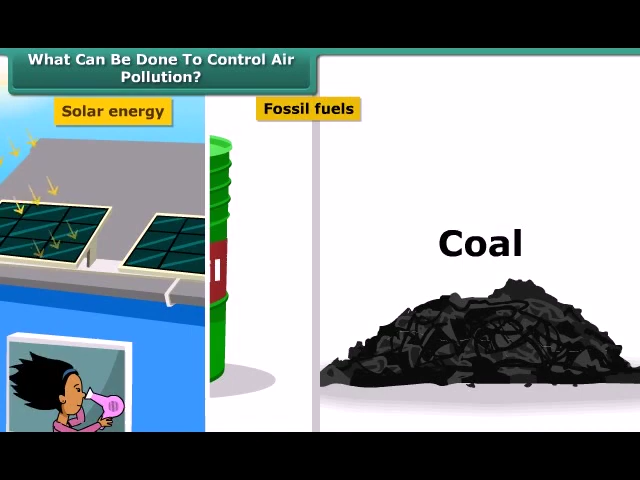 What Can Be Done To Control Air
Pollution?
Solar energy
Fossil fuels
Coal